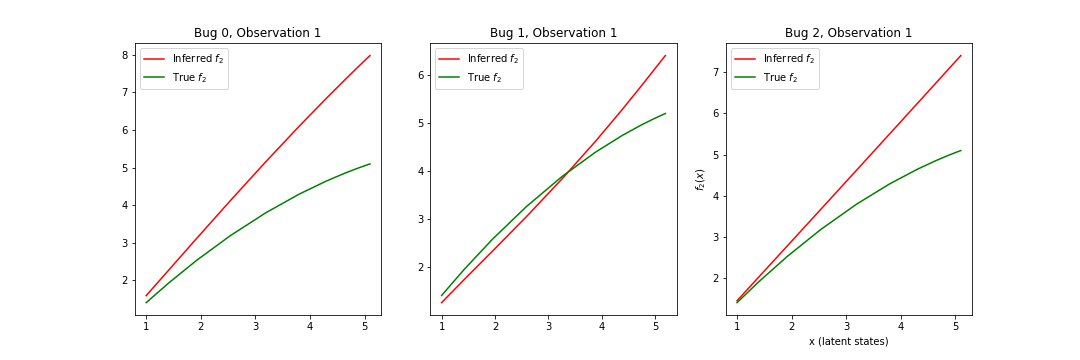 Bug 0, Observation 1
Inferred f₂
True f₂
8
7
6
5
4
3
2
1 2 3 4 5
Bug 1, Observation 1
Inferred f₂
True f₂
6
5
4
3
2
1 2 3 4 5
Bug 2, Observation 1
Inferred f₂
True f₂
f₂(x)
7
6
5
4
3
2
1 2 3 4 5
x (latent states)